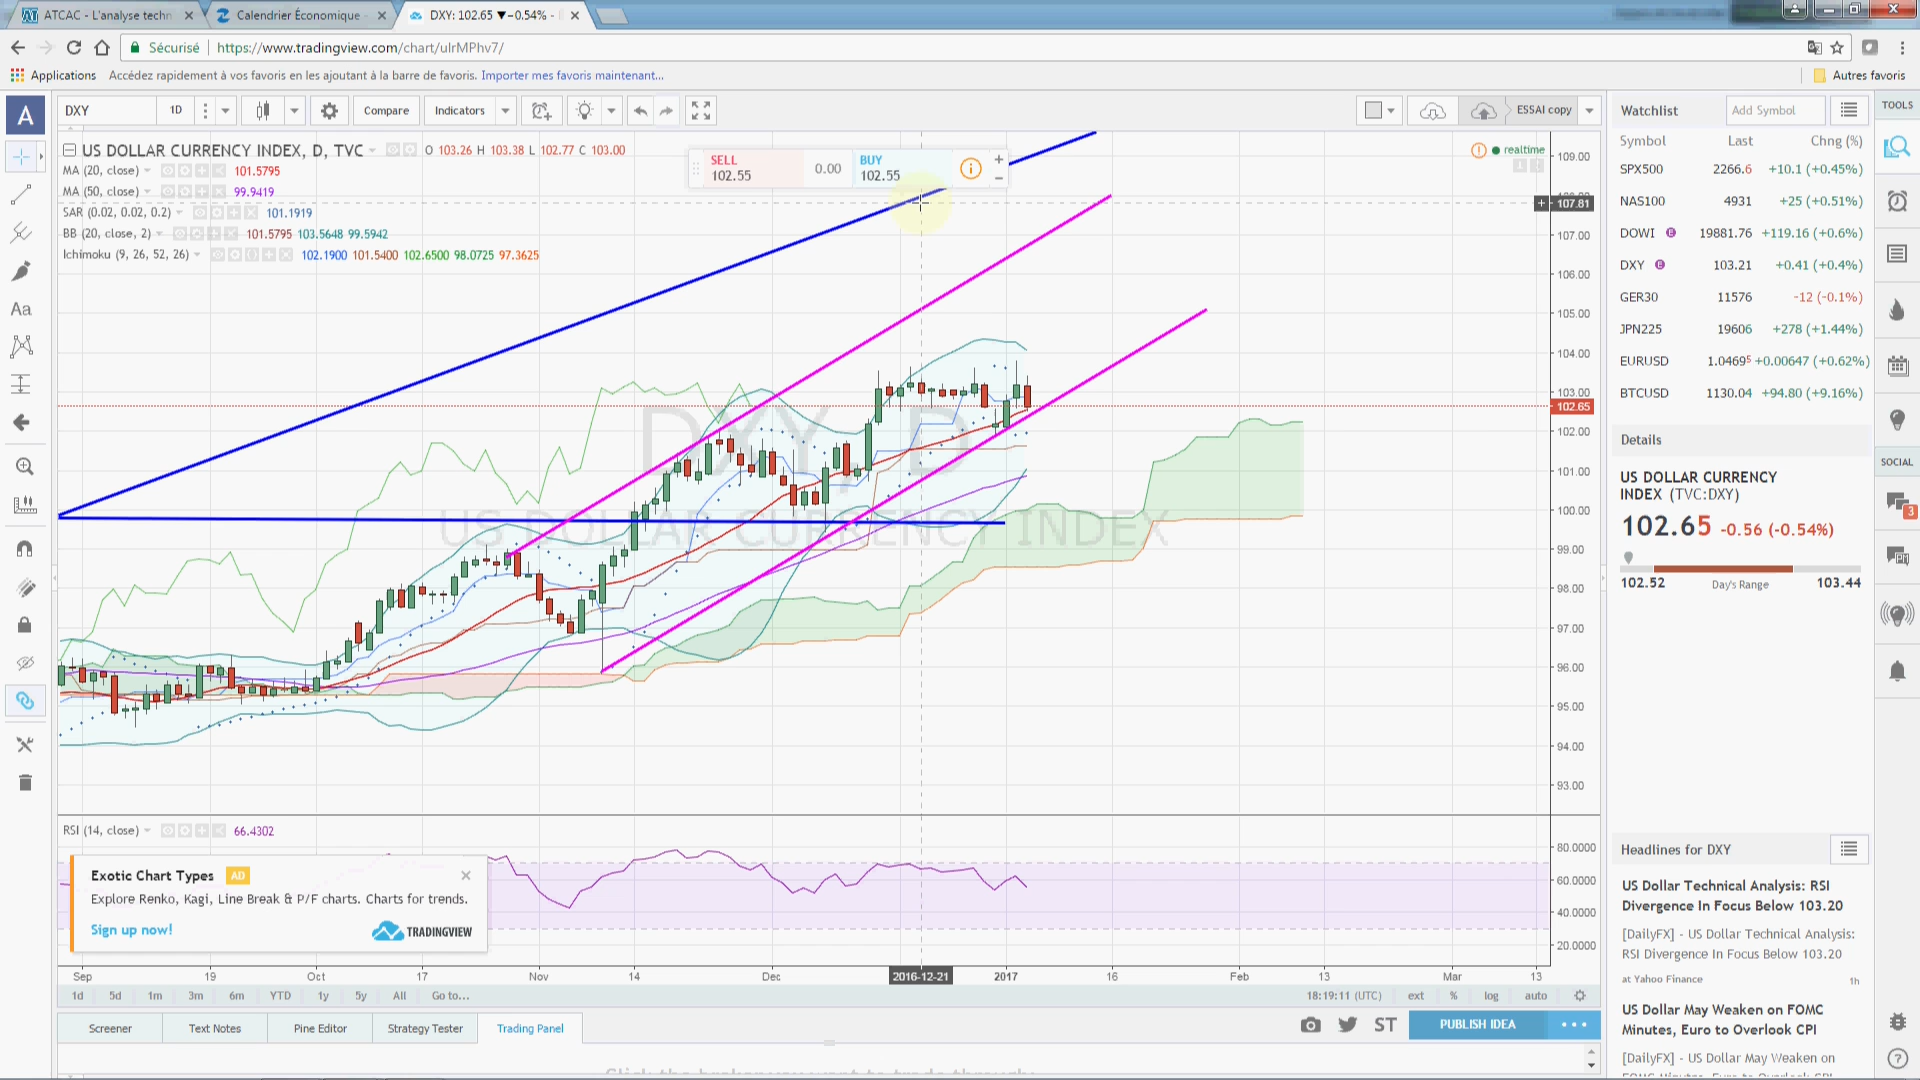 ATCAC - L'analyse techn
Calendrier Économique -
DXY: 102.65 ▼−0.54% -
Sécurisé
https://www.tradingview.com/chart/ulrMPhv7/
Applications Accédez rapidement à vos favoris en les ajoutant à la barre de favoris. Importer mes favoris maintenant...
Autres favoris
A
DXY 1D Compare Indicators ESSAI copy
US DOLLAR CURRENCY INDEX, D, TVC O 103.26 H 103.38 L 102.77 C 103.00
MA (20, close) 101.5795
MA (50, close) 99.9419
SAR (0.02, 0.02, 0.2) 101.1919
BB (20, close, 2) 101.5795 103.5648 99.5942
Ichimoku (9, 26, 52, 26) 102.1900 101.5400 102.6500 98.0725 97.3625
SELL
102.55
0.00
BUY
102.55
realtime
DXY, D
US DOLLAR CURRENCY INDEX
109.00
107.81
107.00
106.00
105.00
104.00
103.00
102.65
102.00
101.00
100.00
99.00
98.00
97.00
96.00
95.00
94.00
93.00
RSI (14, close) 66.4302
80.0000
60.0000
40.0000
20.0000
Exotic Chart Types AD
Explore Renko, Kagi, Line Break & P/F charts. Charts for trends.
Sign up now!
TRADINGVIEW
Sep 19 Oct 17 Nov 14 Dec 2016-12-21 2017 16 Feb 13 Mar 13
1d 5d 1m 3m 6m YTD 1y 5y All Go to...
18:19:11 (UTC) ext % log auto
Screener Text Notes Pine Editor Strategy Tester Trading Panel
ST
PUBLISH IDEA
Watchlist
Add Symbol
Symbol Last Chng (%)
SPX500 2266.6 +10.1 (+0.45%)
NAS100 4931 +25 (+0.51%)
DOWI E 19881.76 +119.16 (+0.6%)
DXY E 103.21 +0.41 (+0.4%)
GER30 11576 -12 (-0.1%)
JPN225 19606 +278 (+1.44%)
EURUSD 1.04695 +0.00647 (+0.62%)
BTCUSD 1130.04 +94.80 (+9.16%)
Details
US DOLLAR CURRENCY
INDEX (TVC:DXY)
102.65 -0.56 (-0.54%)
102.52 Day's Range 103.44
Headlines for DXY
US Dollar Technical Analysis: RSI
Divergence In Focus Below 103.20
[DailyFX] - US Dollar Technical Analysis:
RSI Divergence In Focus Below 103.20
at Yahoo Finance 1h
US Dollar May Weaken on FOMC
Minutes, Euro to Overlook CPI
[DailyFX] - US Dollar May Weaken on
TOOLS
SOCIAL
3
Aa